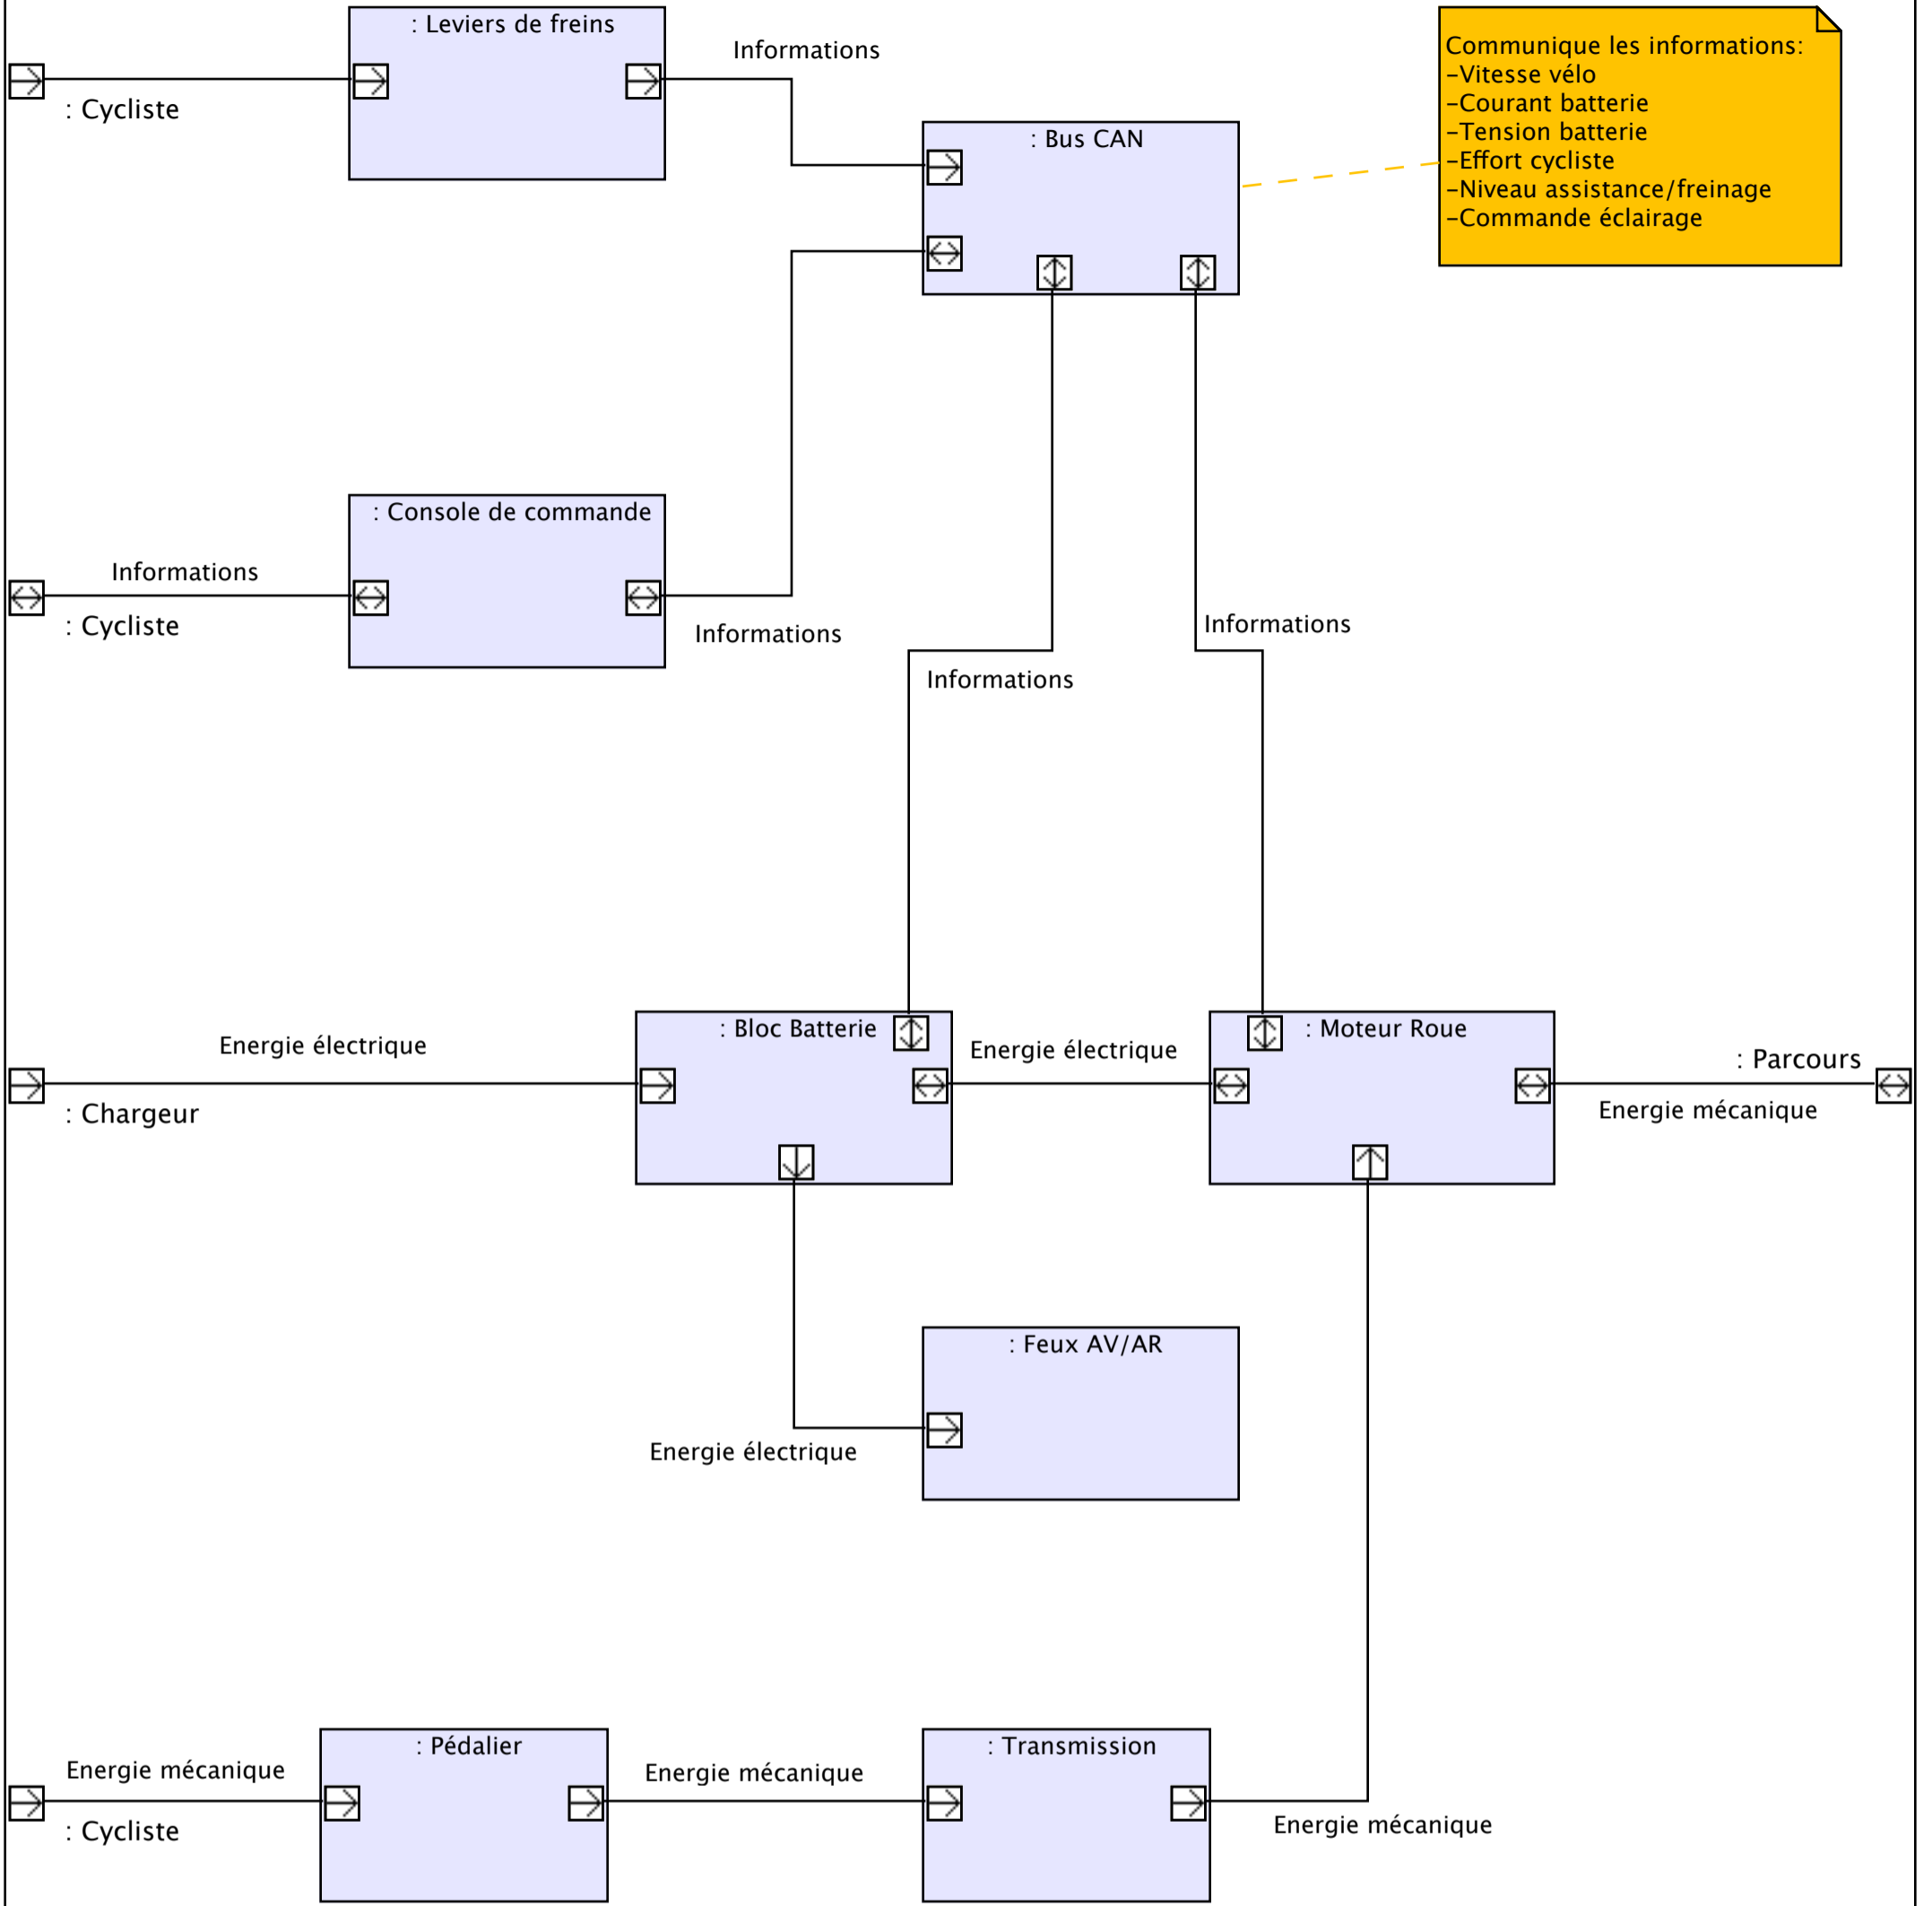 : Leviers de freins
Informations
: Cycliste
: Bus CAN
Communique les informations:
-Vitesse vélo
-Courant batterie
-Tension batterie
-Effort cycliste
-Niveau assistance/freinage
-Commande éclairage
: Console de commande
Informations
: Cycliste
Informations
Informations
Informations
: Bloc Batterie
: Moteur Roue
Energie électrique
Energie électrique
: Parcours
: Chargeur
Energie mécanique
: Feux AV/AR
Energie électrique
: Pédalier
: Transmission
Energie mécanique
Energie mécanique
: Cycliste
Energie mécanique